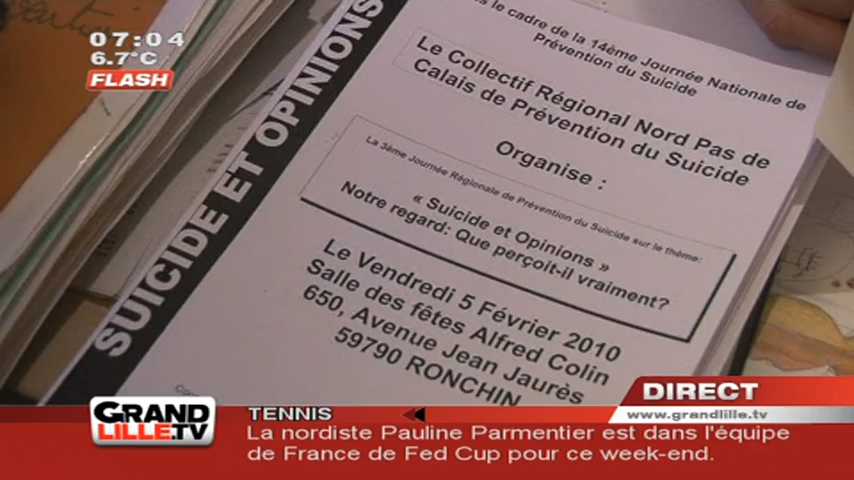 07:04
6.7°C
FLASH
SUICIDE ET OPINIONS
le cadre de la 14ème Journée Nationale de
Prévention du Suicide
Le Collectif Régional Nord Pas de
Calais de Prévention du Suicide
Organise :
La 3ème Journée Régionale de Prévention du Suicide sur le thème:
« Suicide et Opinions »
Notre regard: Que perçoit-il vraiment?
Le Vendredi 5 Février 2010
Salle des fêtes Alfred Colin
650, Avenue Jean Jaurès
59790 RONCHIN
DIRECT
www.grandlille.tv
GRAND
LILLE.TV
TENNIS
La nordiste Pauline Parmentier est dans l'équipe
de France de Fed Cup pour ce week-end.